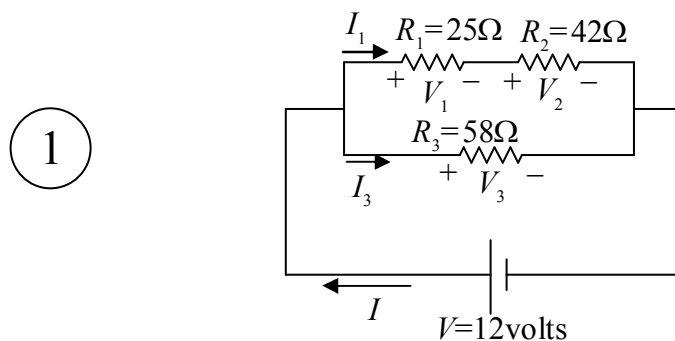 1
I₁ R₁=25Ω R₂=42Ω
+ − + −
V₁ V₂
R₃=58Ω
+ −
I₃ V₃
I
V=12volts